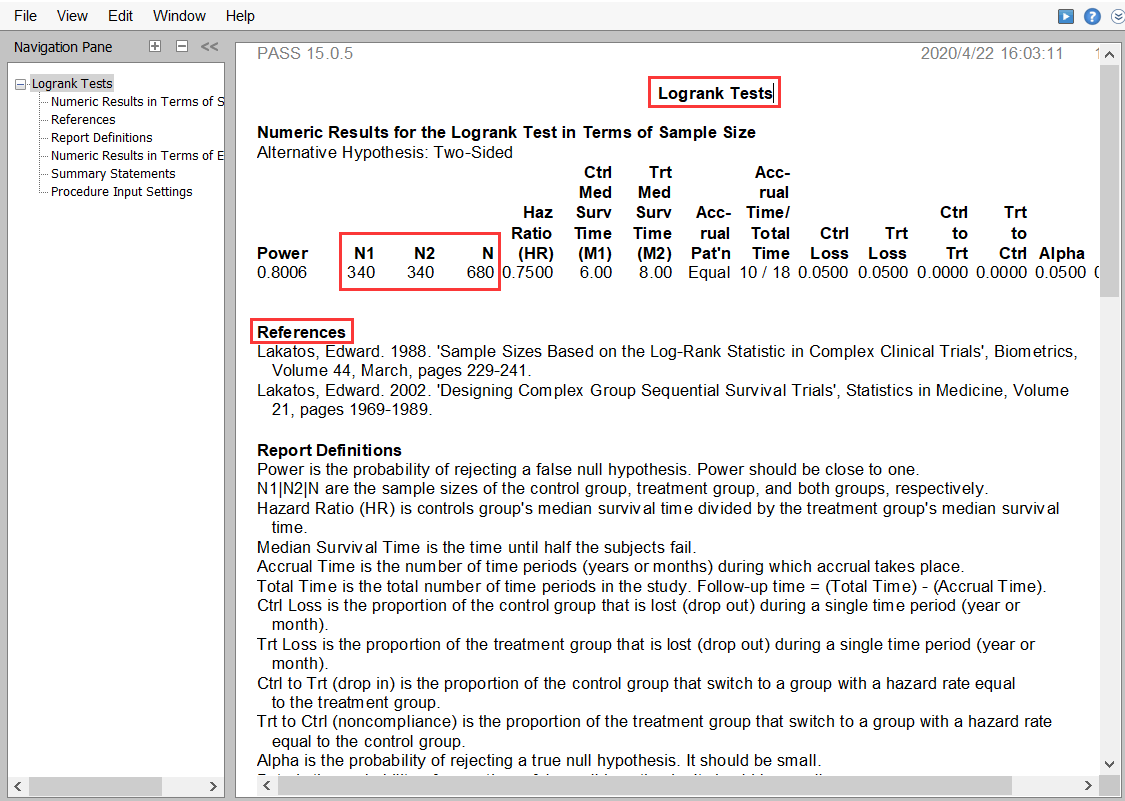 File View Edit Window Help
Navigation Pane
Logrank Tests
Numeric Results in Terms of S
References
Report Definitions
Numeric Results in Terms of E
Summary Statements
Procedure Input Settings
PASS 15.0.5 2020/4/22 16:03:11 1
Logrank Tests
Numeric Results for the Logrank Test in Terms of Sample Size
Alternative Hypothesis: Two-Sided
Ctrl Trt Acc-
Med Med rual
Haz Surv Surv Acc- Time/ Ctrl Trt
Ratio Time Time rual Total Ctrl Trt to to
Power N1 N2 N (HR) (M1) (M2) Pat'n Time Loss Loss Trt Ctrl Alpha
0.8006 340 340 680 0.7500 6.00 8.00 Equal 10 / 18 0.0500 0.0500 0.0000 0.0000 0.0500
References
Lakatos, Edward. 1988. 'Sample Sizes Based on the Log-Rank Statistic in Complex Clinical Trials', Biometrics,
Volume 44, March, pages 229-241.
Lakatos, Edward. 2002. 'Designing Complex Group Sequential Survival Trials', Statistics in Medicine, Volume
21, pages 1969-1989.
Report Definitions
Power is the probability of rejecting a false null hypothesis. Power should be close to one.
N1|N2|N are the sample sizes of the control group, treatment group, and both groups, respectively.
Hazard Ratio (HR) is controls group's median survival time divided by the treatment group's median survival
time.
Median Survival Time is the time until half the subjects fail.
Accrual Time is the number of time periods (years or months) during which accrual takes place.
Total Time is the total number of time periods in the study. Follow-up time = (Total Time) - (Accrual Time).
Ctrl Loss is the proportion of the control group that is lost (drop out) during a single time period (year or
month).
Trt Loss is the proportion of the treatment group that is lost (drop out) during a single time period (year or
month).
Ctrl to Trt (drop in) is the proportion of the control group that switch to a group with a hazard rate equal
to the treatment group.
Trt to Ctrl (noncompliance) is the proportion of the treatment group that switch to a group with a hazard rate
equal to the control group.
Alpha is the probability of rejecting a true null hypothesis. It should be small.